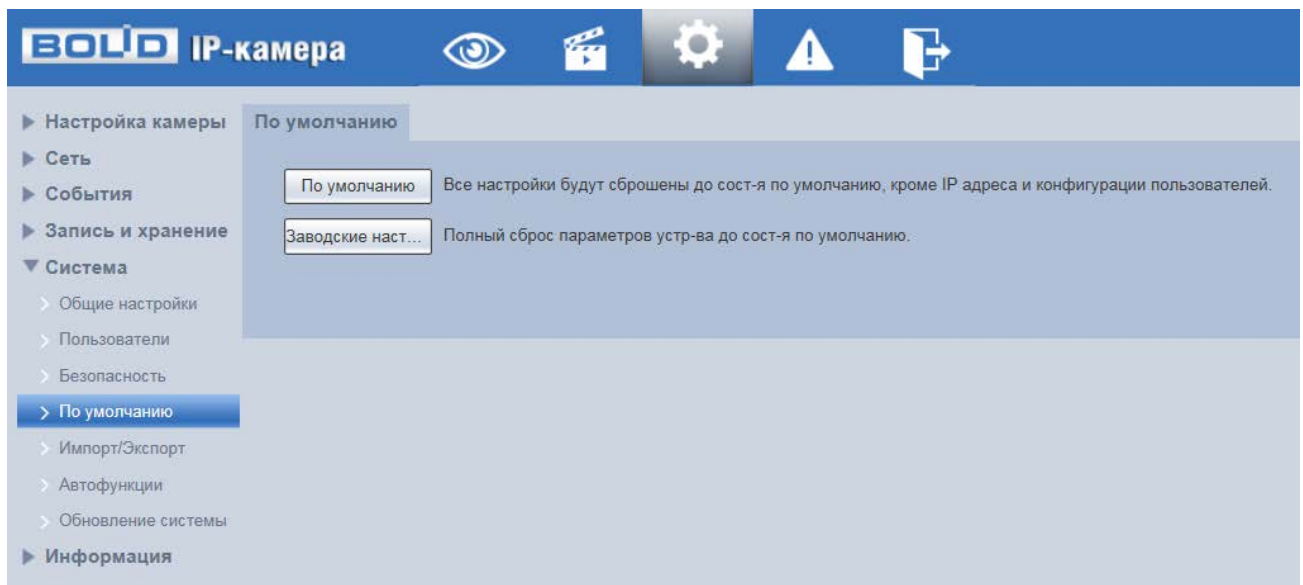 BOLID IP-камера
Настройка камеры
Сеть
События
Запись и хранение
Система
Общие настройки
Пользователи
Безопасность
По умолчанию
Импорт/Экспорт
Автофункции
Обновление системы
Информация
По умолчанию
По умолчанию Все настройки будут сброшены до сост-я по умолчанию, кроме IP адреса и конфигурации пользователей.
Заводские наст... Полный сброс параметров устр-ва до сост-я по умолчанию.